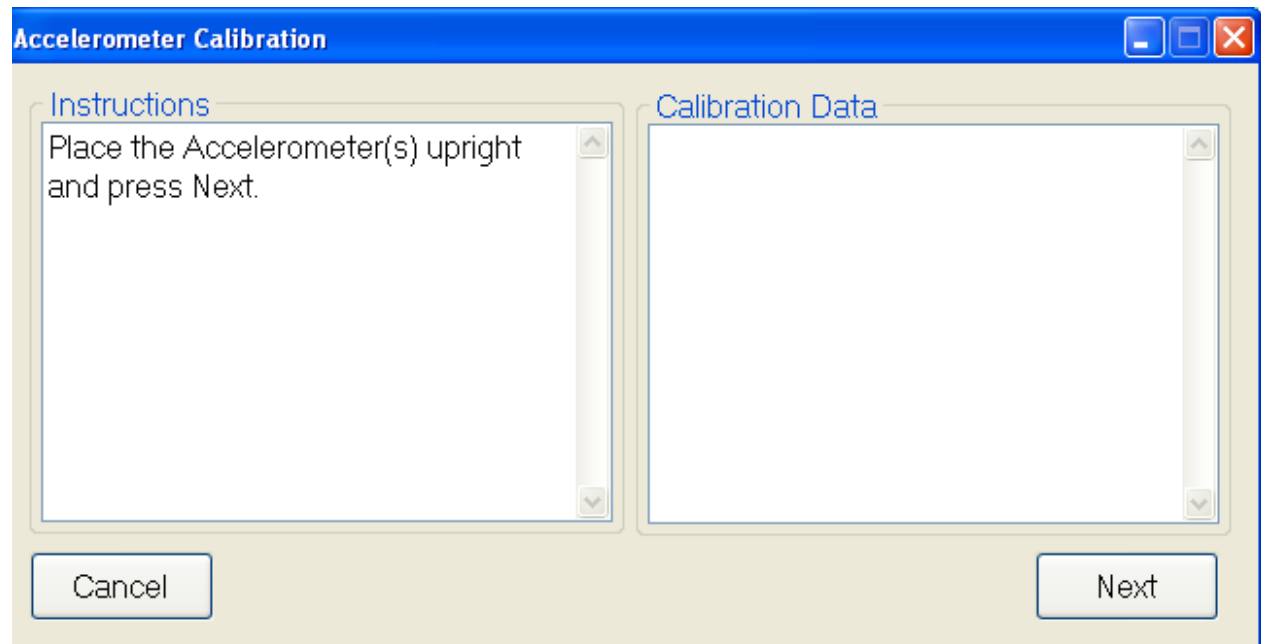 Accelerometer Calibration
Instructions
Place the Accelerometer(s) upright
and press Next.
Calibration Data
Cancel
Next